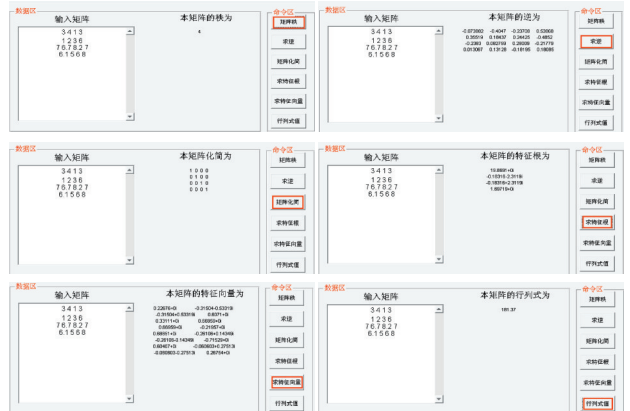 数据区
输入矩阵
3 4 1 3
1 2 3 6
7 6.7 8 2 7
6.1 5 6 8
本矩阵的秩为
4
命令区
矩阵秩
求逆
矩阵化简
求特征根
求特征向量
行列式值
数据区
输入矩阵
3 4 1 3
1 2 3 6
7 6.7 8 2 7
6.1 5 6 8
本矩阵的逆为
命令区
矩阵秩
求逆
矩阵化简
求特征根
求特征向量
行列式值
数据区
输入矩阵
3 4 1 3
1 2 3 6
7 6.7 8 2 7
6.1 5 6 8
本矩阵化简为
1 0 0 0
0 1 0 0
0 0 1 0
0 0 0 1
命令区
矩阵秩
求逆
矩阵化简
求特征根
求特征向量
行列式值
数据区
输入矩阵
3 4 1 3
1 2 3 6
7 6.7 8 2 7
6.1 5 6 8
本矩阵的特征根为
命令区
矩阵秩
求逆
矩阵化简
求特征根
求特征向量
行列式值
数据区
输入矩阵
3 4 1 3
1 2 3 6
7 6.7 8 2 7
6.1 5 6 8
本矩阵的特征向量为
命令区
矩阵秩
求逆
矩阵化简
求特征根
求特征向量
行列式值
数据区
输入矩阵
3 4 1 3
1 2 3 6
7 6.7 8 2 7
6.1 5 6 8
本矩阵的行列式为
181.37
命令区
矩阵秩
求逆
矩阵化简
求特征根
求特征向量
行列式值